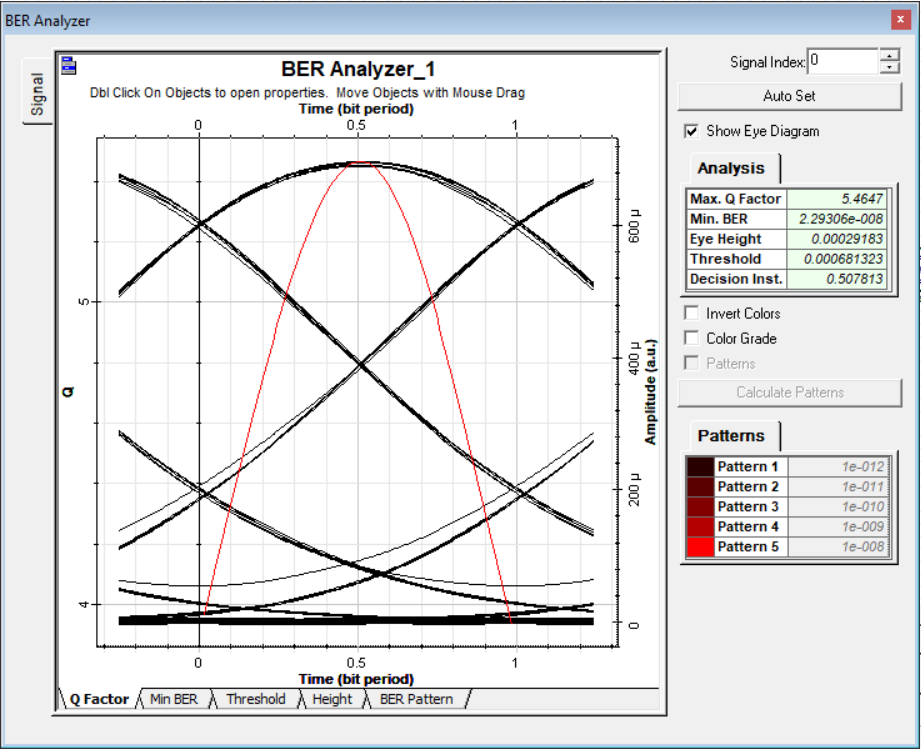 BER Analyzer
x
Signal
BER Analyzer_1
Dbl Click On Objects to open properties. Move Objects with Mouse Drag
Time (bit period)
0 0.5 1
Q
5
4
600 µ
400 µ
200 µ
0
Amplitude (a.u.)
0 0.5 1
Time (bit period)
Q Factor Min BER Threshold Height BER Pattern
Signal Index: 0
Auto Set
Show Eye Diagram
Analysis
Max. Q Factor 5.4647
Min. BER 2.29306e-008
Eye Height 0.00029183
Threshold 0.000681323
Decision Inst. 0.507813
Invert Colors
Color Grade
Patterns
Calculate Patterns
Patterns
Pattern 1 1e-012
Pattern 2 1e-011
Pattern 3 1e-010
Pattern 4 1e-009
Pattern 5 1e-008